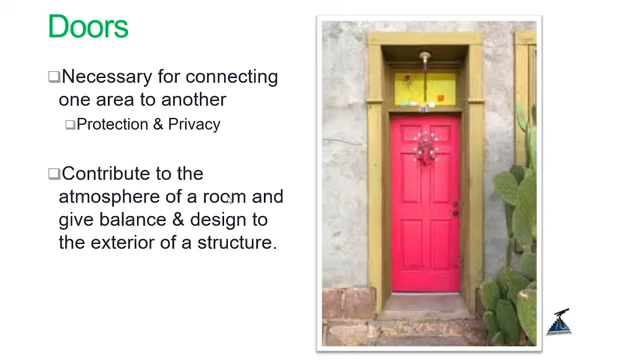 Doors
Necessary for connecting
one area to another
Protection & Privacy
Contribute to the
atmosphere of a room and
give balance & design to
the exterior of a structure.